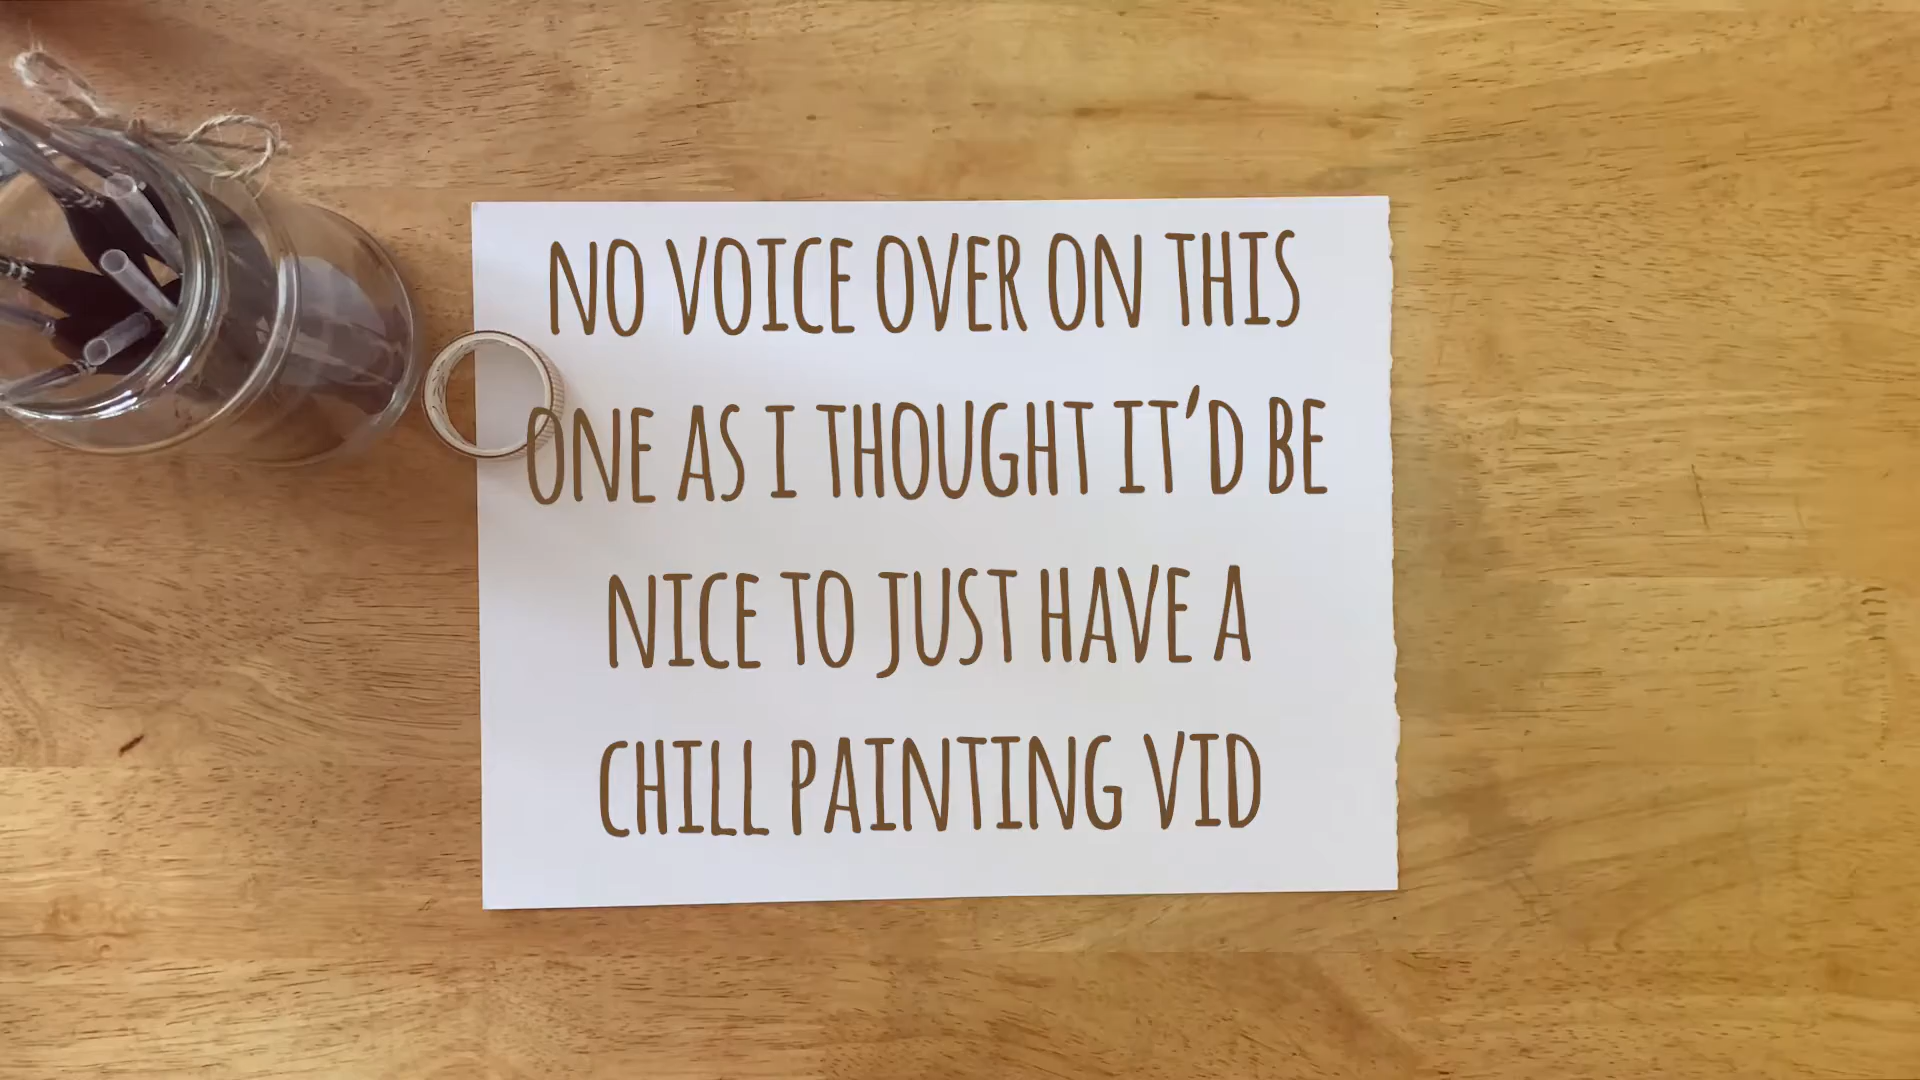 NO VOICE OVER ON THIS
ONE AS I THOUGHT IT'D BE
NICE TO JUST HAVE A
CHILL PAINTING VID